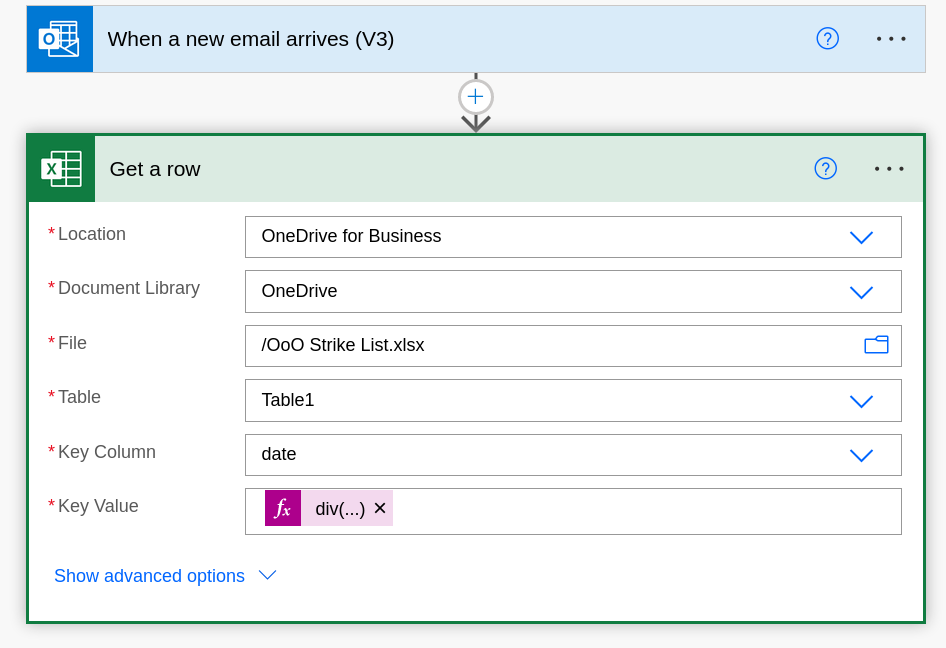 When a new email arrives (V3)
Get a row
* Location
OneDrive for Business
* Document Library
OneDrive
* File
/OoO Strike List.xlsx
* Table
Table1
* Key Column
date
* Key Value
fx div(...)
Show advanced options